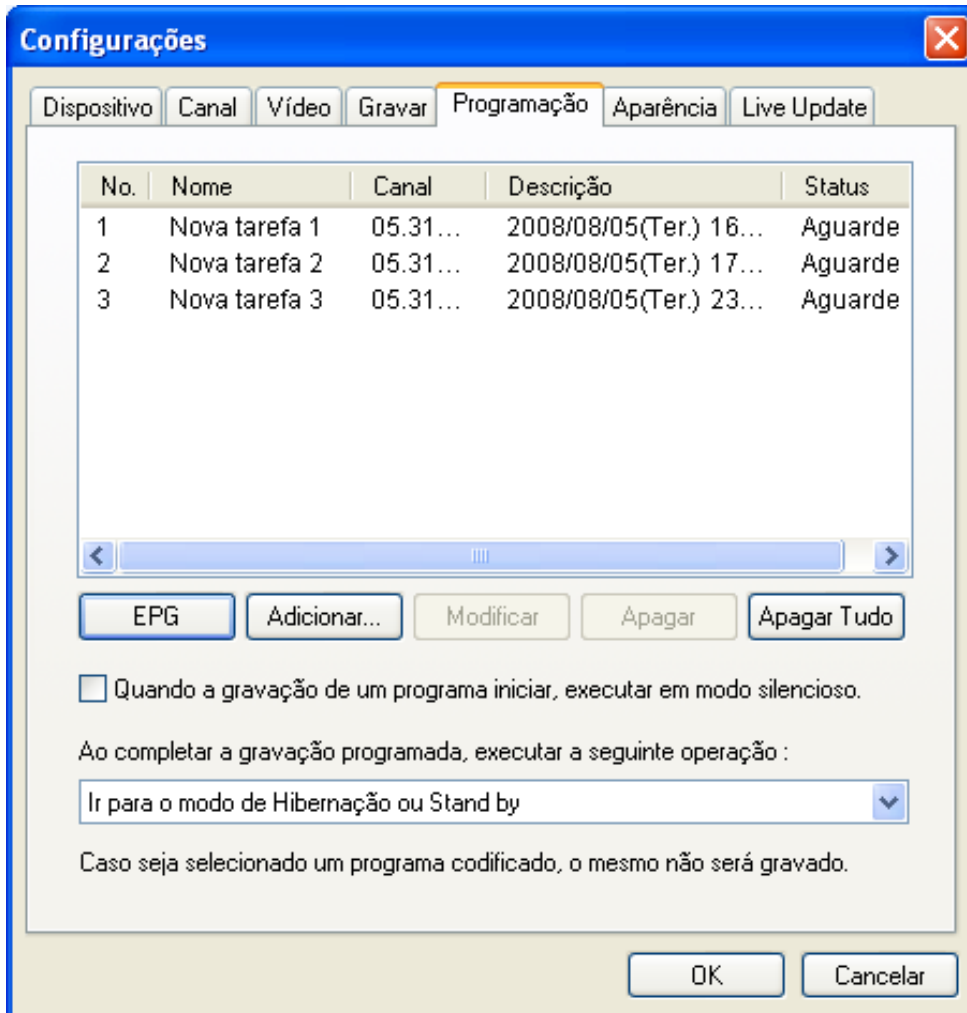 Configurações
Dispositivo Canal Vídeo Gravar Programação Aparência Live Update
No. Nome Canal Descrição Status
1 Nova tarefa 1 05.31... 2008/08/05(Ter.) 16... Aguarde
2 Nova tarefa 2 05.31... 2008/08/05(Ter.) 17... Aguarde
3 Nova tarefa 3 05.31... 2008/08/05(Ter.) 23... Aguarde
EPG Adicionar... Modificar Apagar Apagar Tudo
Quando a gravação de um programa iniciar, executar em modo silencioso.
Ao completar a gravação programada, executar a seguinte operação :
Ir para o modo de Hibernação ou Stand by
Caso seja selecionado um programa codificado, o mesmo não será gravado.
OK Cancelar